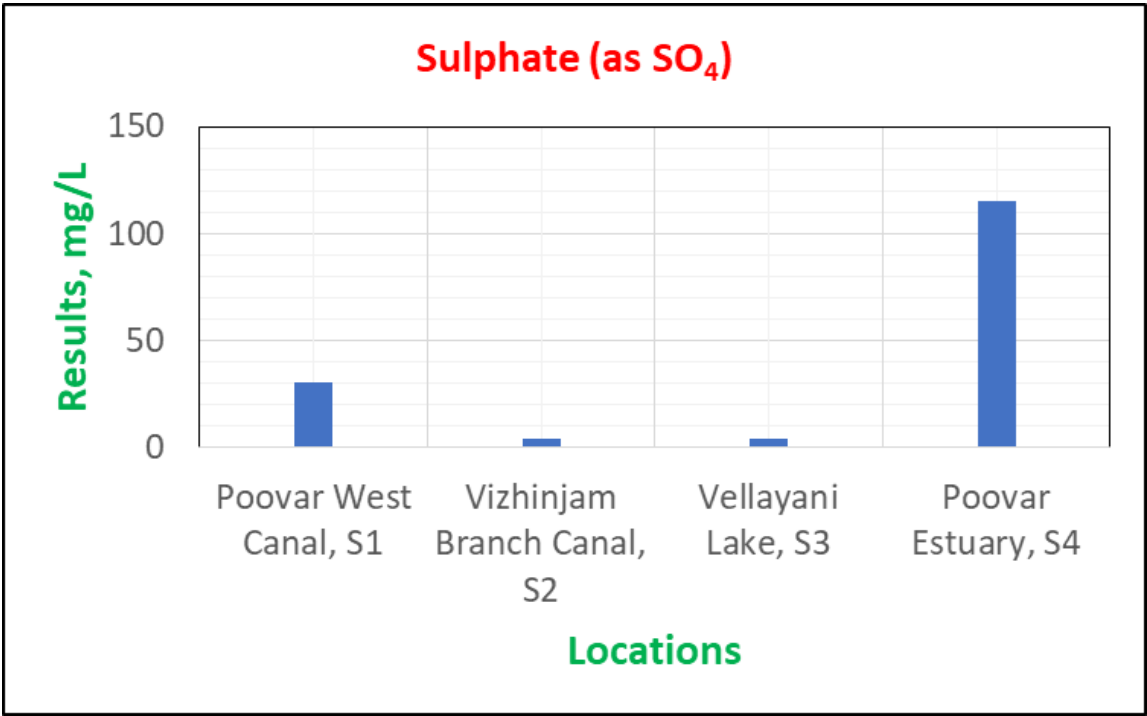 Sulphate (as SO₄)
Results, mg/L
150
100
50
0
Poovar West
Canal, S1
Vizhinjam
Branch Canal,
S2
Vellayani
Lake, S3
Poovar
Estuary, S4
Locations